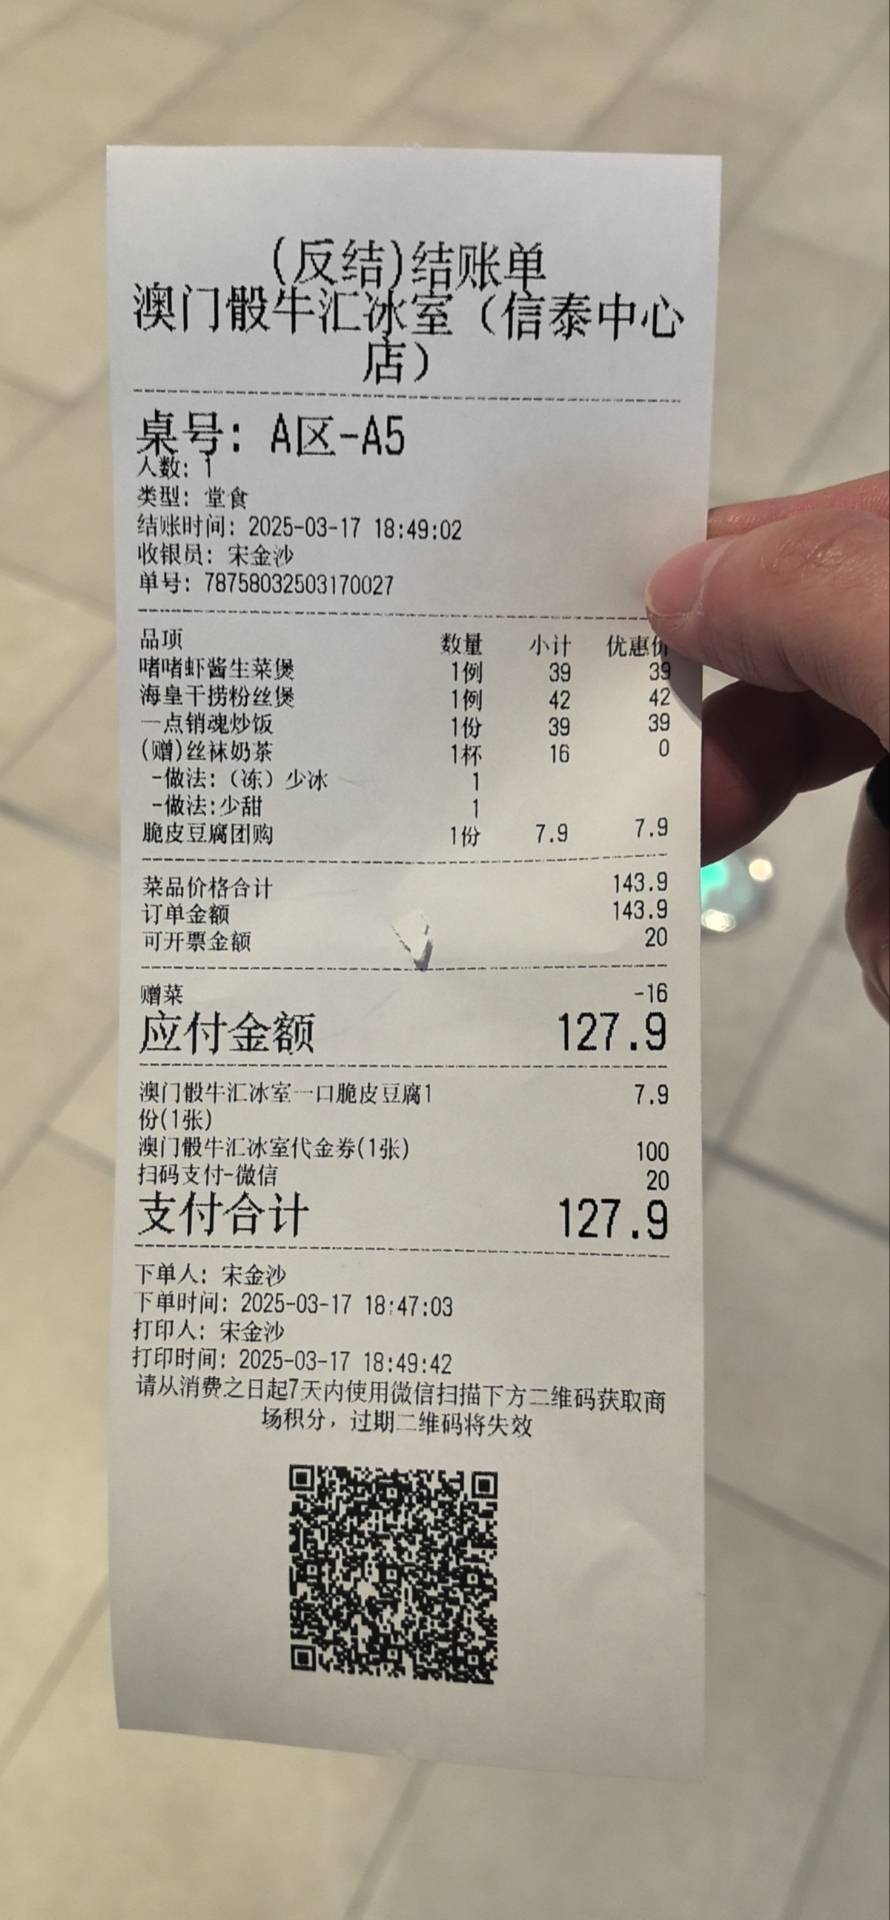 (反结)结账单
澳门骰牛汇冰室（信泰中心
店）
桌号: A区-A5
人数: 1
类型: 堂食
结账时间: 2025-03-17 18:49:02
收银员: 宋金沙
单号: 78758032503170027
品项 数量 小计 优惠价
啫啫虾酱生菜煲 1例 39 39
海皇干捞粉丝煲 1例 42 42
一点销魂炒饭 1份 39 39
(赠)丝袜奶茶 1杯 16 0
-做法:（冻）少冰 1
-做法:少甜 1
脆皮豆腐团购 1份 7.9 7.9
菜品价格合计 143.9
订单金额 143.9
可开票金额 20
赠菜 -16
应付金额 127.9
澳门骰牛汇冰室一口脆皮豆腐1 7.9
份(1张)
澳门骰牛汇冰室代金券(1张) 100
扫码支付-微信 20
支付合计 127.9
下单人: 宋金沙
下单时间: 2025-03-17 18:47:03
打印人: 宋金沙
打印时间: 2025-03-17 18:49:42
请从消费之日起7天内使用微信扫描下方二维码获取商
场积分，过期二维码将失效